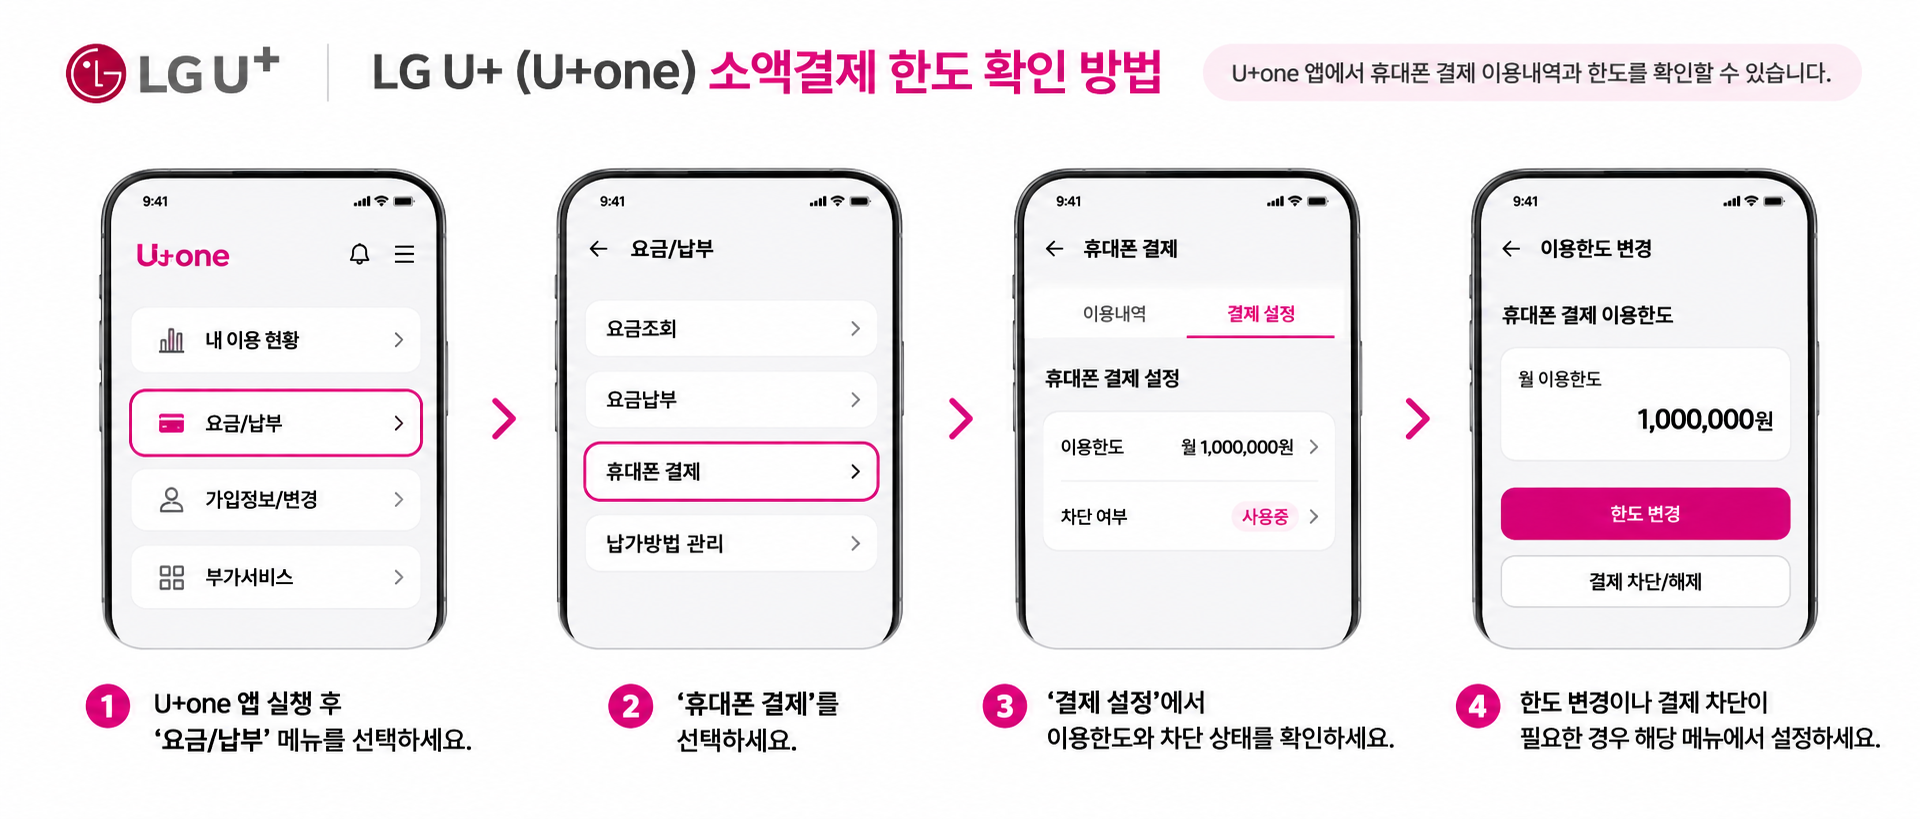 LG U+
LG U+ (U+one) 소액결제 한도 확인 방법
U+one 앱에서 휴대폰 결제 이용내역과 한도를 확인할 수 있습니다.
9:41
U+one
내 이용 현황
요금/납부
가입정보/변경
부가서비스
9:41
요금/납부
요금조회
요금납부
휴대폰 결제
납가방법 관리
9:41
휴대폰 결제
이용내역 결제 설정
휴대폰 결제 설정
이용한도 월 1,000,000원
차단 여부 사용중
9:41
이용한도 변경
휴대폰 결제 이용한도
월 이용한도
1,000,000원
한도 변경
결제 차단/해제
1 U+one 앱 실챙 후
‘요금/납부’ 메뉴를 선택하세요.
2 ‘휴대폰 결제’를
선택하세요.
3 ‘결제 설정’에서
이용한도와 차단 상태를 확인하세요.
4 한도 변경이나 결제 차단이
필요한 경우 해당 메뉴에서 설정하세요.